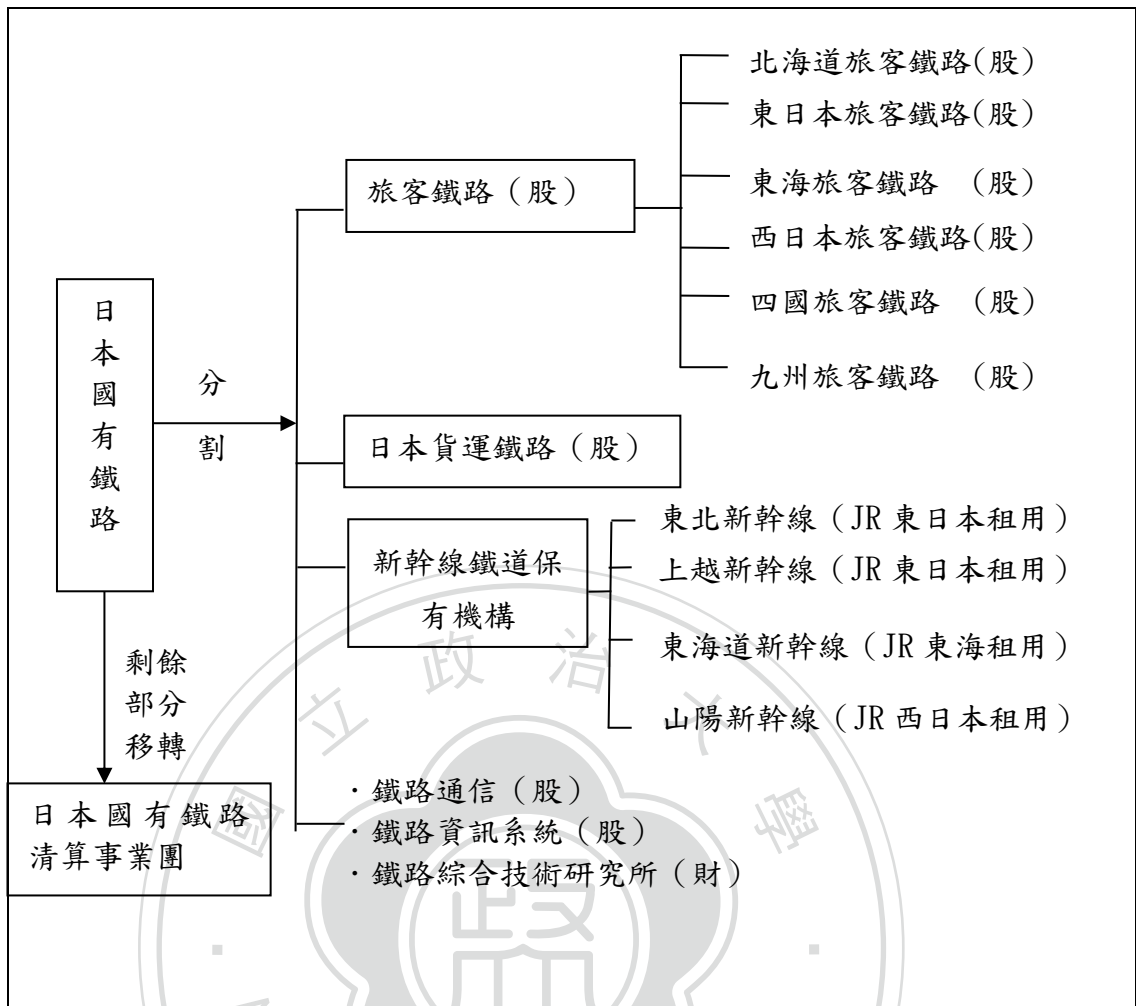 北海道旅客鐵路(股)
東日本旅客鐵路(股)
東海旅客鐵路 (股)
西日本旅客鐵路(股)
四國旅客鐵路 (股)
九州旅客鐵路 (股)
旅客鐵路（股）
日本國有鐵路
分
割
日本貨運鐵路（股）
新幹線鐵道保
有機構
東北新幹線（JR 東日本租用）
上越新幹線（JR 東日本租用）
東海道新幹線（JR 東海租用）
山陽新幹線（JR 西日本租用）
剩餘
部分
移轉
日本國有鐵路
清算事業團
・鐵路通信（股）
・鐵路資訊系統（股）
・鐵路綜合技術研究所（財）
國立政治大學
政